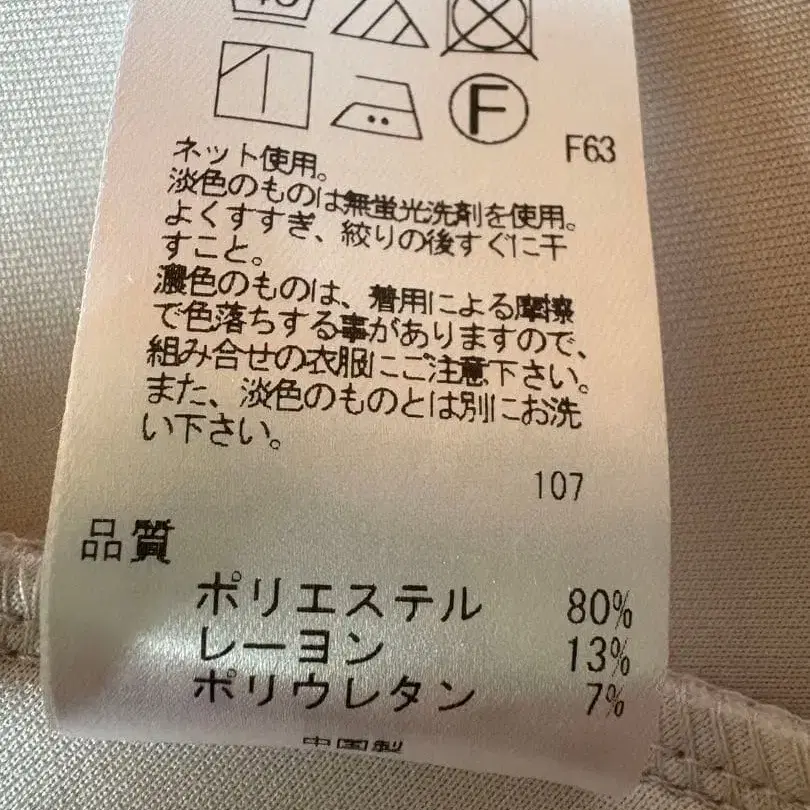 F
F63
ネット使用。
淡色のものは無蛍光洗剤を使用。
よくすすぎ、絞りの後すぐに干
すこと。
濃色のものは、着用による摩擦
で色落ちする事がありますので、
組み合せの衣服にご注意下さい。
また、淡色のものとは別にお洗
い下さい。
107
品質
ポリエステル 80%
レーヨン 13%
ポリウレタン 7%
中国製